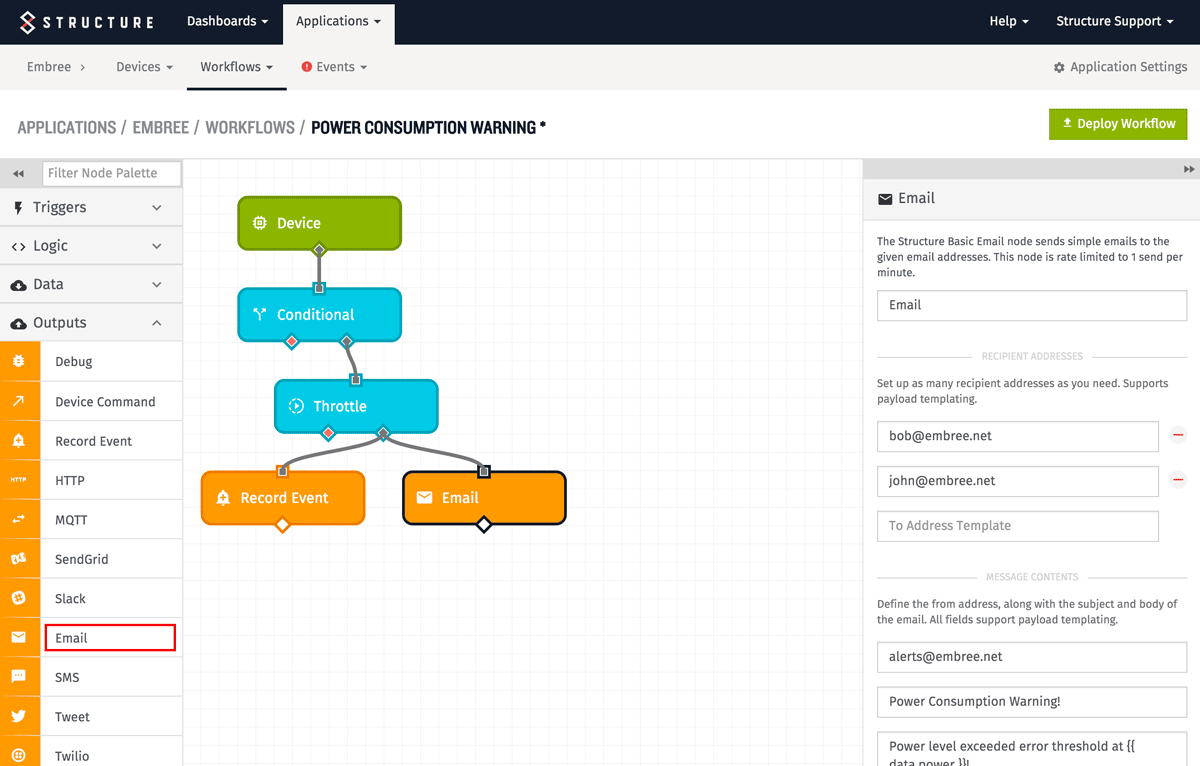 STRUCTURE
Dashboards
Applications
Help
Structure Support
Embree
Devices
Workflows
Events
Application Settings
APPLICATIONS / EMBREE / WORKFLOWS / POWER CONSUMPTION WARNING *
Deploy Workflow
Filter Node Palette
Triggers
Logic
Data
Outputs
Debug
Device Command
Record Event
HTTP
HTTP
MQTT
SendGrid
Slack
Email
SMS
Tweet
Twilio
Device
Conditional
Throttle
Record Event
Email
Email
The Structure Basic Email node sends simple emails to the
given email addresses. This node is rate limited to 1 send per
minute.
Email
RECIPIENT ADDRESSES
Set up as many recipient addresses as you need. Supports
payload templating.
bob@embree.net
john@embree.net
To Address Template
MESSAGE CONTENTS
Define the from address, along with the subject and body of
the email. All fields support payload templating.
alerts@embree.net
Power Consumption Warning!
Power level exceeded error threshold at {{
data.power }}!